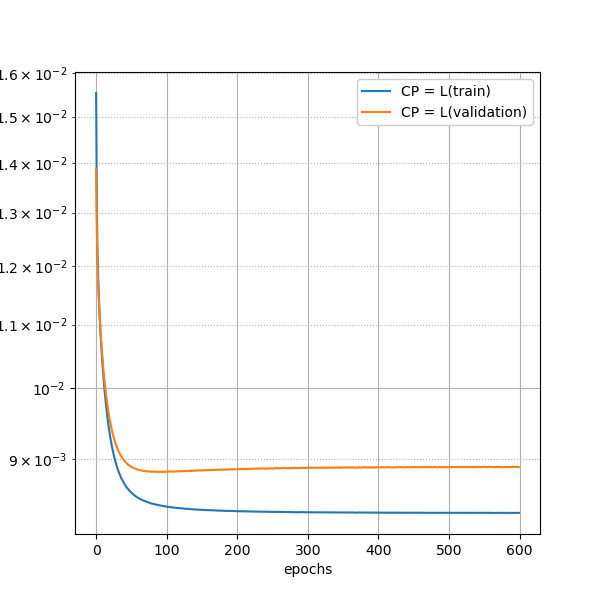 1.6 × 10⁻²
CP = L(train)
CP = L(validation)
1.5 × 10⁻²
1.4 × 10⁻²
1.3 × 10⁻²
1.2 × 10⁻²
1.1 × 10⁻²
10⁻²
9 × 10⁻³
0 100 200 300 400 500 600
epochs